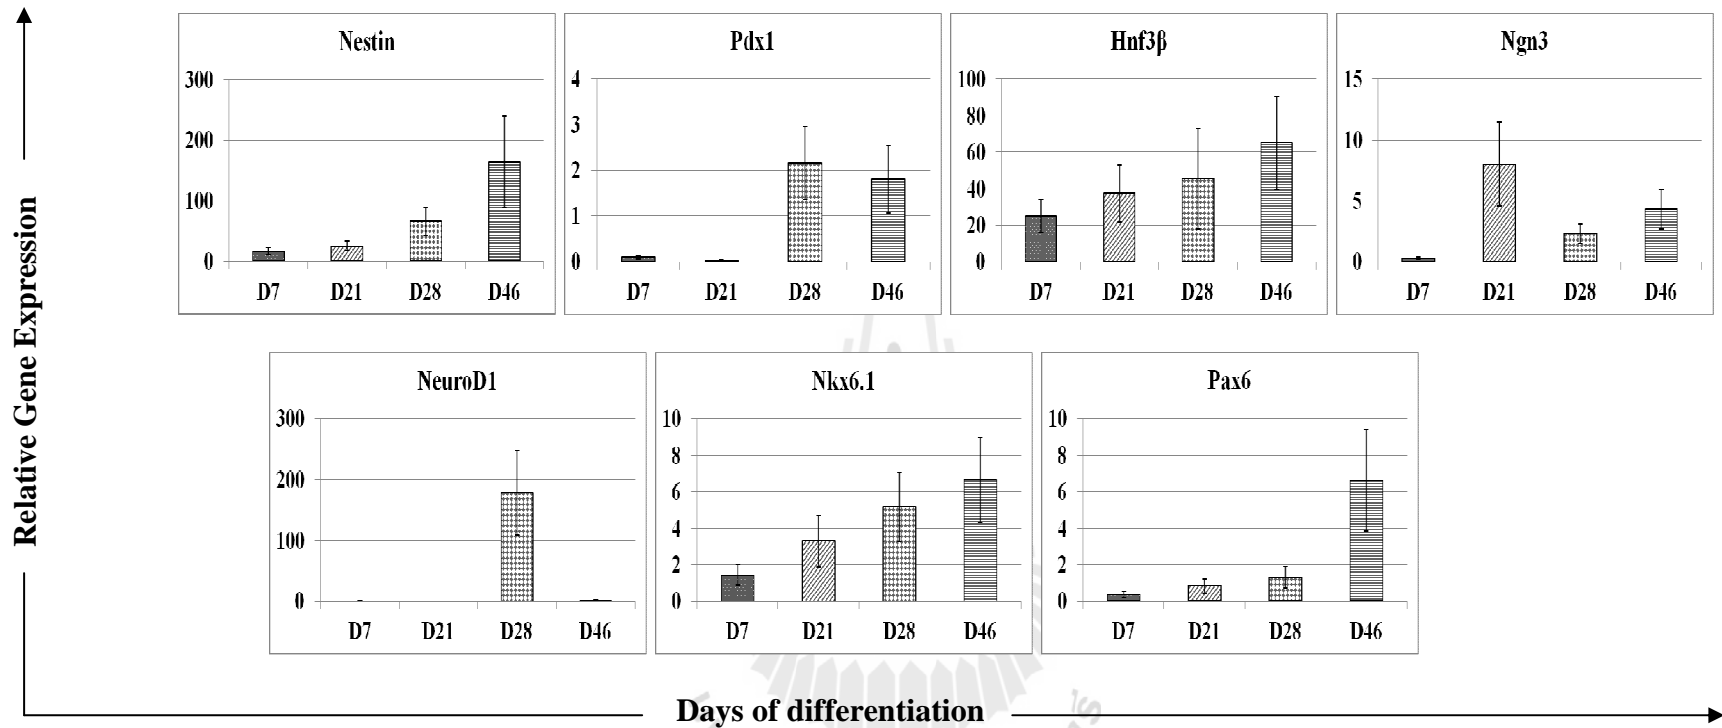 Relative Gene Expression
Nestin
300
200
100
0
D7 D21 D28 D46
Pdx1
4
3
2
1
0
D7 D21 D28 D46
Hnf3β
100
80
60
40
20
0
D7 D21 D28 D46
Ngn3
15
10
5
0
D7 D21 D28 D46
NeuroD1
300
200
100
0
D7 D21 D28 D46
Nkx6.1
10
8
6
4
2
0
D7 D21 D28 D46
Pax6
10
8
6
4
2
0
D7 D21 D28 D46
Days of differentiation